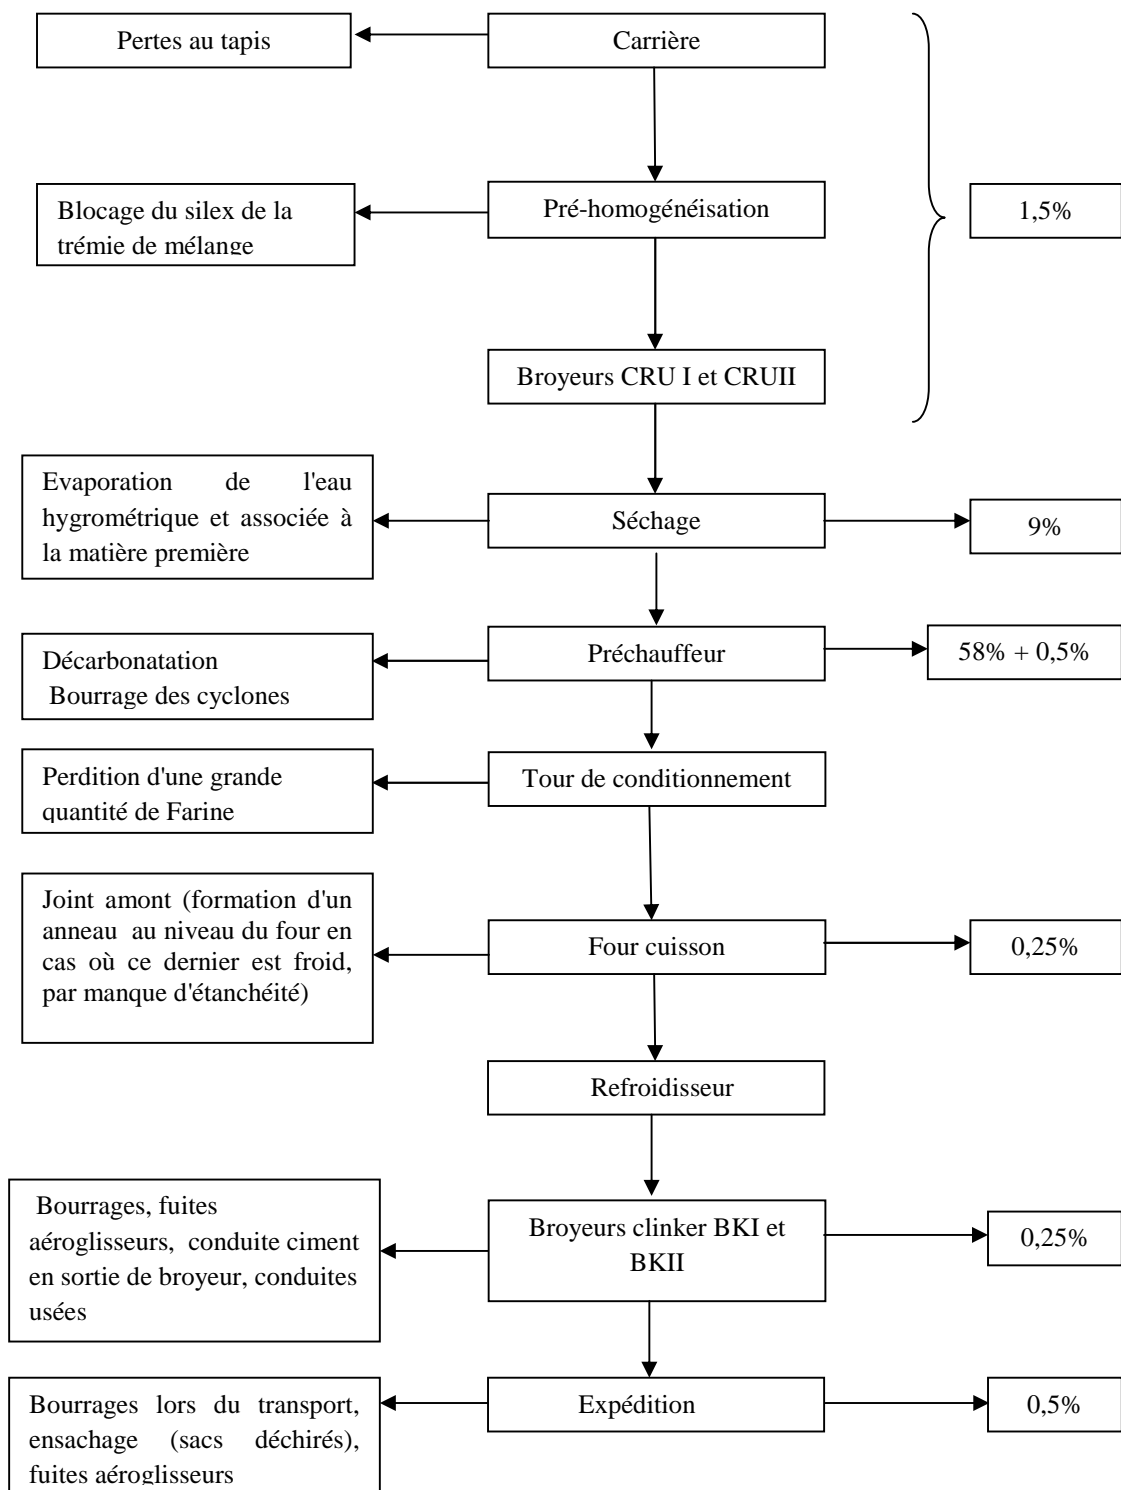 Pertes au tapis
Carrière
Blocage du silex de la
trémie de mélange
Pré-homogénéisation
1,5%
Broyeurs CRU I et CRUII
Evaporation de l'eau
hygrométrique et associée à
la matière première
Séchage
9%
Décarbonatation
Bourrage des cyclones
Préchauffeur
58% + 0,5%
Perdition d'une grande
quantité de Farine
Tour de conditionnement
Joint amont (formation d'un
anneau au niveau du four en
cas où ce dernier est froid,
par manque d'étanchéité)
Four cuisson
0,25%
Refroidisseur
Bourrages, fuites
aéroglisseurs, conduite ciment
en sortie de broyeur, conduites
usées
Broyeurs clinker BKI et
BKII
0,25%
Bourrages lors du transport,
ensachage (sacs déchirés),
fuites aéroglisseurs
Expédition
0,5%